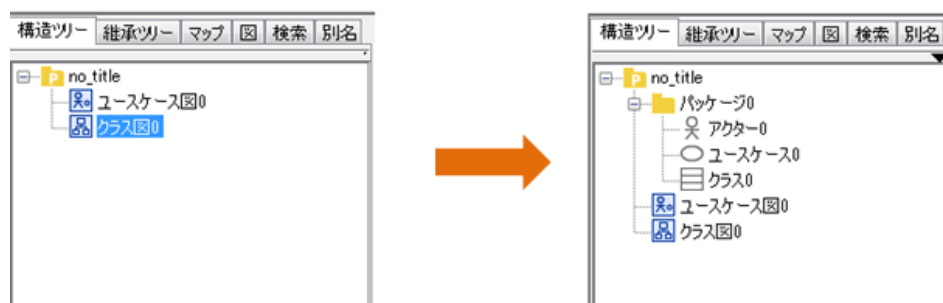 構造ツリー 継承ツリー マップ 図 検索 別名
no_title
ユースケース図0
クラス図0
構造ツリー 継承ツリー マップ 図 検索 別名
no_title
パッケージ0
アクター0
ユースケース0
クラス0
ユースケース図0
クラス図0